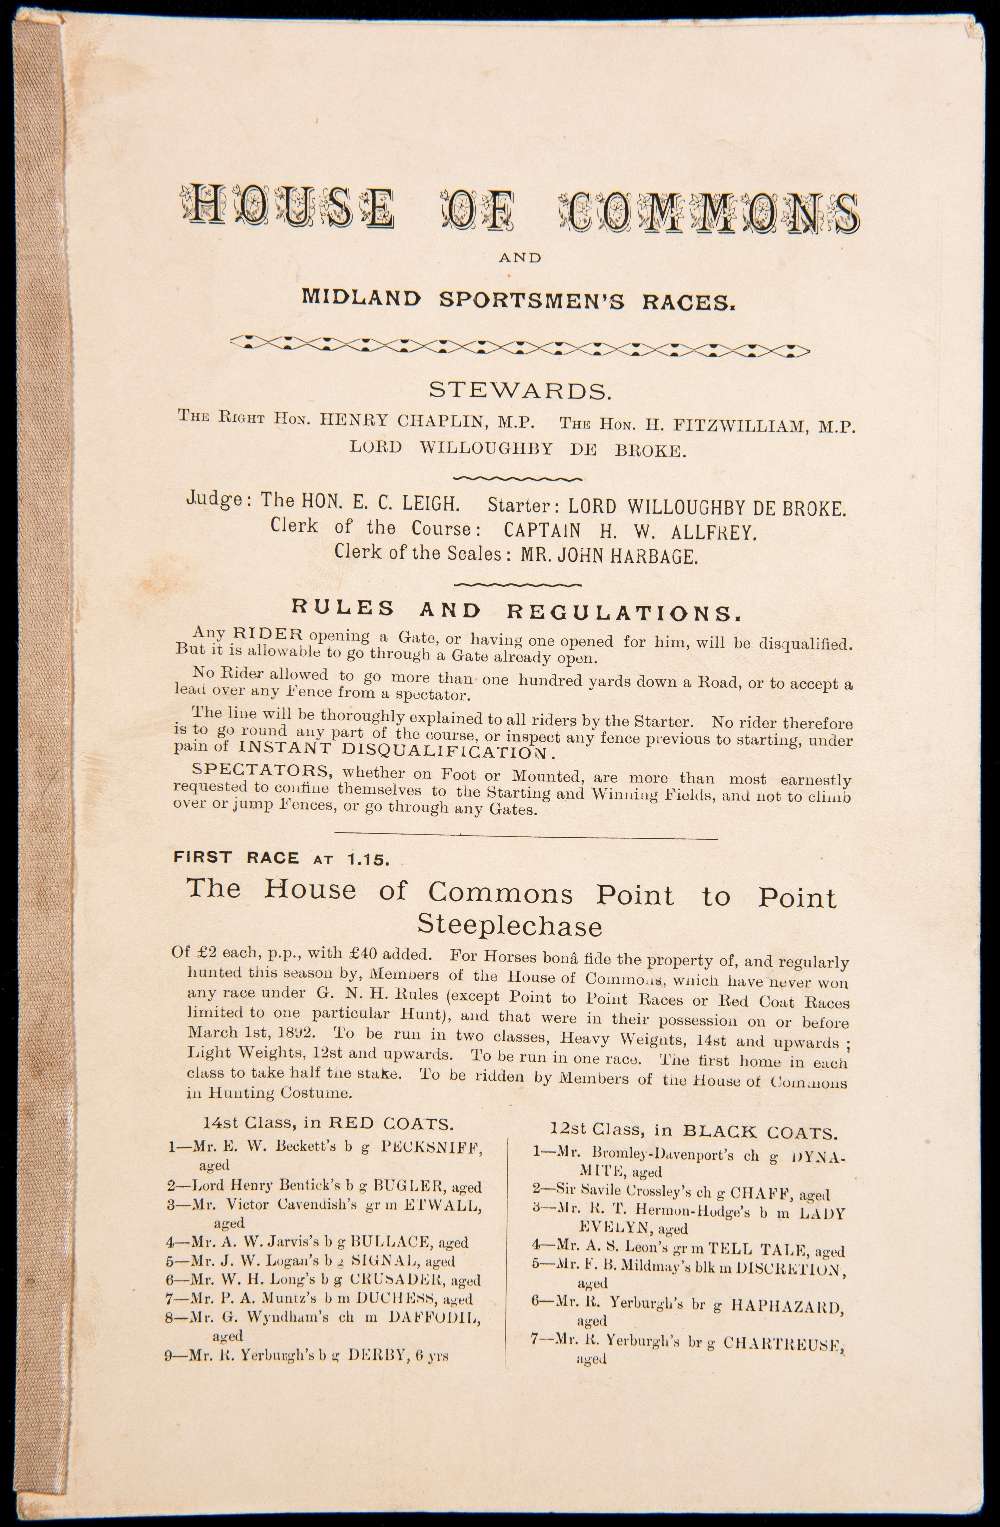 HOUSE OF COMMONS
AND
MIDLAND SPORTSMEN'S RACES.
STEWARDS.
THE RIGHT HON. HENRY CHAPLIN, M.P. THE HON. H. FITZWILLIAM, M.P.
LORD WILLOUGHBY DE BROKE.
Judge: The HON. E. C. LEIGH. Starter: LORD WILLOUGHBY DE BROKE.
Clerk of the Course: CAPTAIN H. W. ALLFREY.
Clerk of the Scales: MR. JOHN HARBAGE.
RULES AND REGULATIONS.
Any RIDER opening a Gate, or having one opened for him, will be disqualified.
But it is allowable to go through a Gate already open.
No Rider allowed to go more than one hundred yards down a Road, or to accept a
lead over any Fence from a spectator.
The line will be thoroughly explained to all riders by the Starter. No rider therefore
is to go round any part of the course, or inspect any fence previous to starting, under
pain of INSTANT DISQUALIFICATION.
SPECTATORS, whether on Foot or Mounted, are more than most earnestly
requested to confine themselves to the Starting and Winning Fields, and not to climb
over or jump Fences, or go through any Gates.
FIRST RACE AT 1.15.
The House of Commons Point to Point
Steeplechase
Of £2 each, p.p., with £40 added. For Horses bonâ fide the property of, and regularly
hunted this season by, Members of the House of Commons, which have never won
any race under G. N. H. Rules (except Point to Point Races or Red Coat Races
limited to one particular Hunt), and that were in their possession on or before
March 1st, 1892. To be run in two classes, Heavy Weights, 14st and upwards;
Light Weights, 12st and upwards. To be run in one race. The first home in each
class to take half the stake. To be ridden by Members of the House of Commons
in Hunting Costume.
14st Class, in RED COATS.
1—Mr. E. W. Beckett's b g PECKSNIFF,
aged
2—Lord Henry Bentick's b g BUGLER, aged
3—Mr. Victor Cavendish's gr m ETWALL,
aged
4—Mr. A. W. Jarvis's b g BULLACE, aged
5—Mr. J. W. Logan's b g SIGNAL, aged
6—Mr. W. H. Long's b g CRUSADER, aged
7—Mr. P. A. Muntz's b m DUCHESS, aged
8—Mr. G. Wyndham's ch m DAFFODIL,
aged
9—Mr. R. Yerburgh's b g DERBY, 6 yrs
12st Class, in BLACK COATS.
1—Mr. Bromley-Davenport's ch g DYNA-
MITE, aged
2—Sir Savile Crossley's ch g CHAFF, aged
3—Mr. R. T. Hermon-Hodge's b m LADY
EVELYN, aged
4—Mr. A. S. Leon's gr m TELL TALE, aged
5—Mr. F. B. Mildmay's blk m DISCRETION,
aged
6—Mr. R. Yerburgh's br g HAPHAZARD,
aged
7—Mr. R. Yerburgh's br g CHARTREUSE,
aged